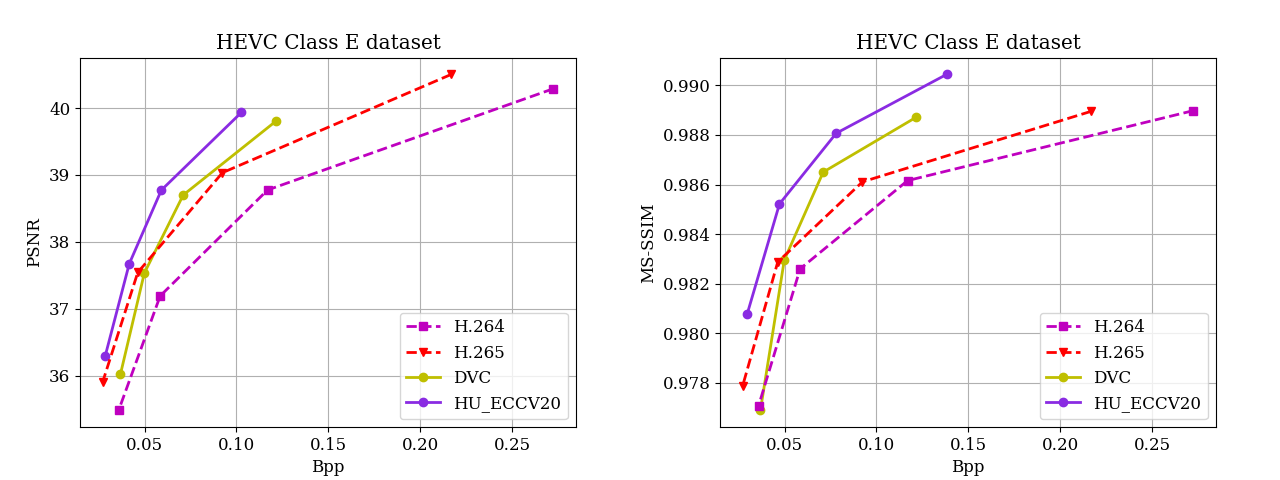 HEVC Class E dataset
PSNR
40
39
38
37
36
0.05 0.10 0.15 0.20 0.25
Bpp
H.264
H.265
DVC
HU_ECCV20
HEVC Class E dataset
MS-SSIM
0.990
0.988
0.986
0.984
0.982
0.980
0.978
0.05 0.10 0.15 0.20 0.25
Bpp
H.264
H.265
DVC
HU_ECCV20